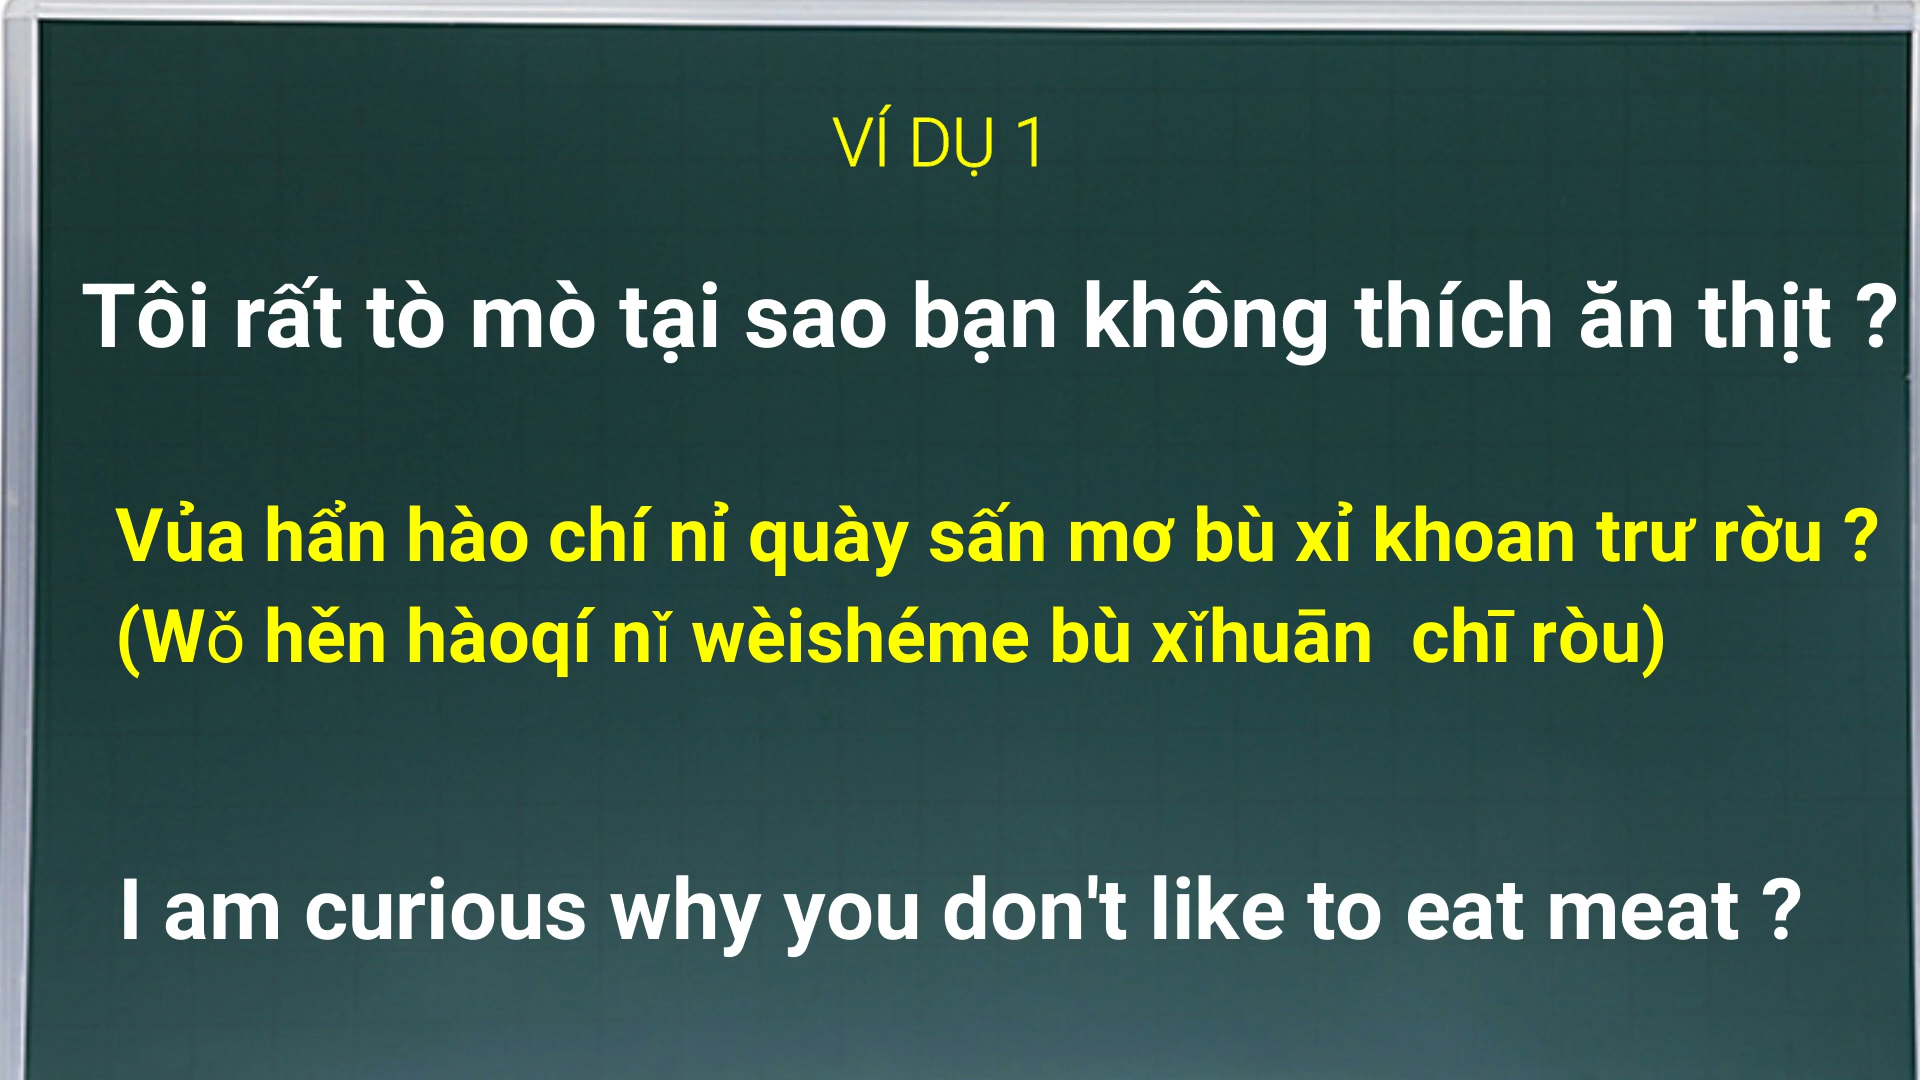 VÍ DỤ 1
Tôi rất tò mò tại sao bạn không thích ăn thịt ?
Vủa hẩn hào chí nỉ quày sấn mơ bù xỉ khoan trư rờu ?
(Wǒ hěn hàoqí nǐ wèishéme bù xǐhuān  chī ròu)
I am curious why you don't like to eat meat ?